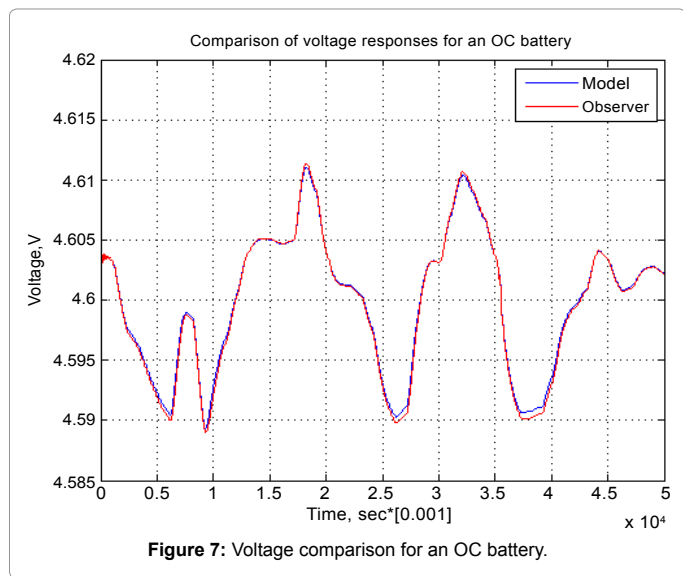 Comparison of voltage responses for an OC battery
4.62
4.615
4.61
4.605
4.6
4.595
4.59
4.585
Voltage,V
Model
Observer
0 0.5 1 1.5 2 2.5 3 3.5 4 4.5 5
Time, sec*[0.001]
x 10⁴
Figure 7: Voltage comparison for an OC battery.